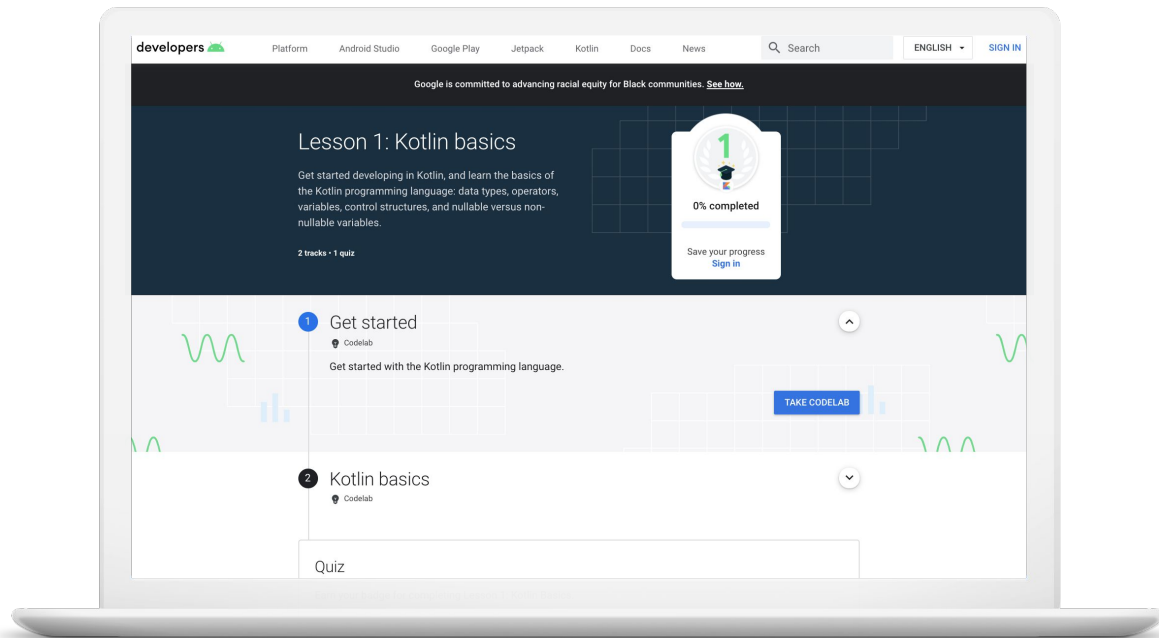 developers
Platform Android Studio Google Play Jetpack Kotlin Docs News Search ENGLISH SIGN IN
Google is committed to advancing racial equity for Black communities. See how.
Lesson 1: Kotlin basics
Get started developing in Kotlin, and learn the basics of
the Kotlin programming language: data types, operators,
variables, control structures, and nullable versus non-
nullable variables.
2 tracks • 1 quiz
1
0% completed
Save your progress
Sign in
1 Get started
Codelab
Get started with the Kotlin programming language.
TAKE CODELAB
2 Kotlin basics
Codelab
Quiz